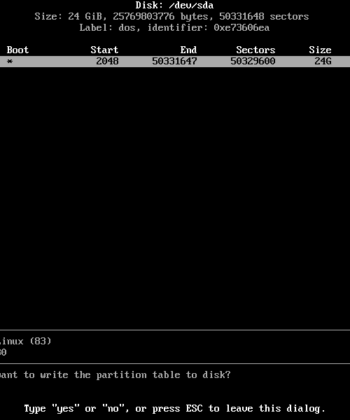 Disk: /dev/sda
Size: 24 GiB, 25769803776 bytes, 50331648 sectors
Label: dos, identifier: 0xe73606ea
Boot Start End Sectors Size
* 2048 50331647 50329600 24G
inux (83)
0
ant to write the partition table to disk?
Type "yes" or "no", or press ESC to leave this dialog.